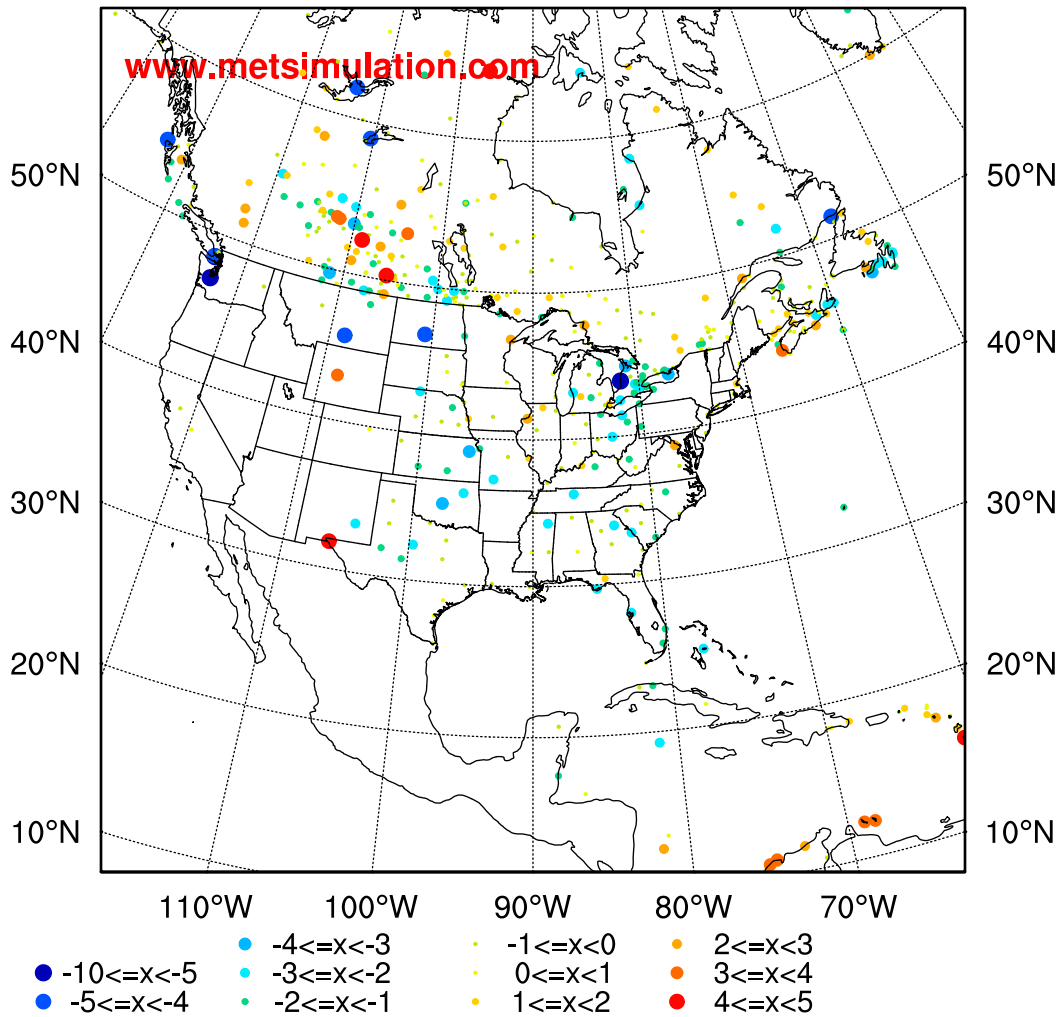 www.metsimulation.com
50°N 50°N
40°N 40°N
30°N 30°N
20°N 20°N
10°N 10°N
110°W 100°W 90°W 80°W 70°W
-4<=x<-3 -1<=x<0 2<=x<3
-10<=x<-5 -3<=x<-2 0<=x<1 3<=x<4
-5<=x<-4 -2<=x<-1 1<=x<2 4<=x<5